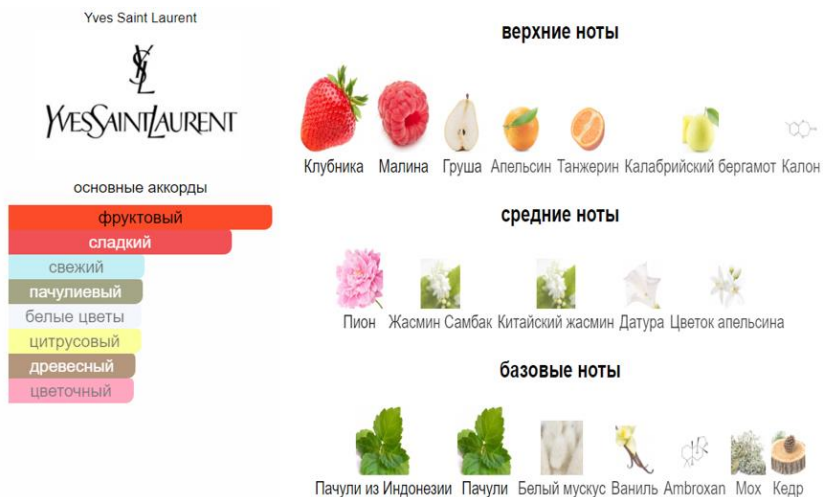 Yves Saint Laurent
YSL
YVESSAINTLAURENT
основные аккорды
фруктовый
сладкий
свежий
пачулиевый
белые цветы
цитрусовый
древесный
цветочный
верхние ноты
Клубника Малина Груша Апельсин Танжерин Калабрийский бергамот Калон
средние ноты
Пион Жасмин Самбак Китайский жасмин Датура Цветок апельсина
базовые ноты
Пачули из Индонезии Пачули Белый мускус Ваниль Ambroxan Мох Кедр